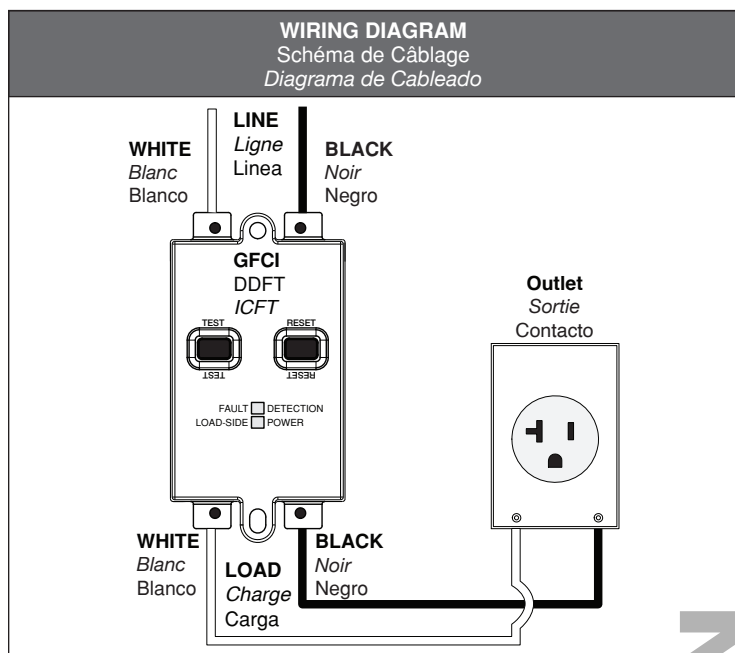 WIRING DIAGRAM
Schéma de Câblage
Diagrama de Cableado
WHITE
Blanc
Blanco
LINE
Ligne
Linea
BLACK
Noir
Negro
GFCI
DDFT
ICFT
TEST
RESET
TEST
RESET
FAULT DETECTION
LOAD-SIDE POWER
Outlet
Sortie
Contacto
WHITE
Blanc
Blanco
LOAD
Charge
Carga
BLACK
Noir
Negro